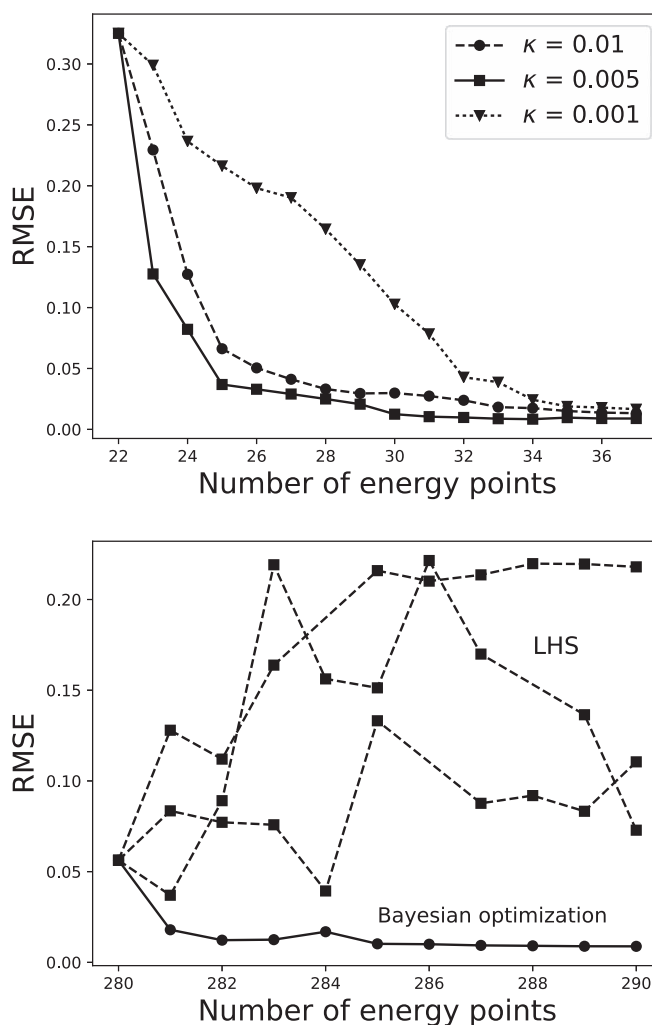 0.30
0.25
0.20
0.15
0.10
0.05
0.00
RMSE
κ = 0.01
κ = 0.005
κ = 0.001
22 24 26 28 30 32 34 36
Number of energy points
0.20
0.15
0.10
0.05
0.00
RMSE
LHS
Bayesian optimization
280 282 284 286 288 290
Number of energy points